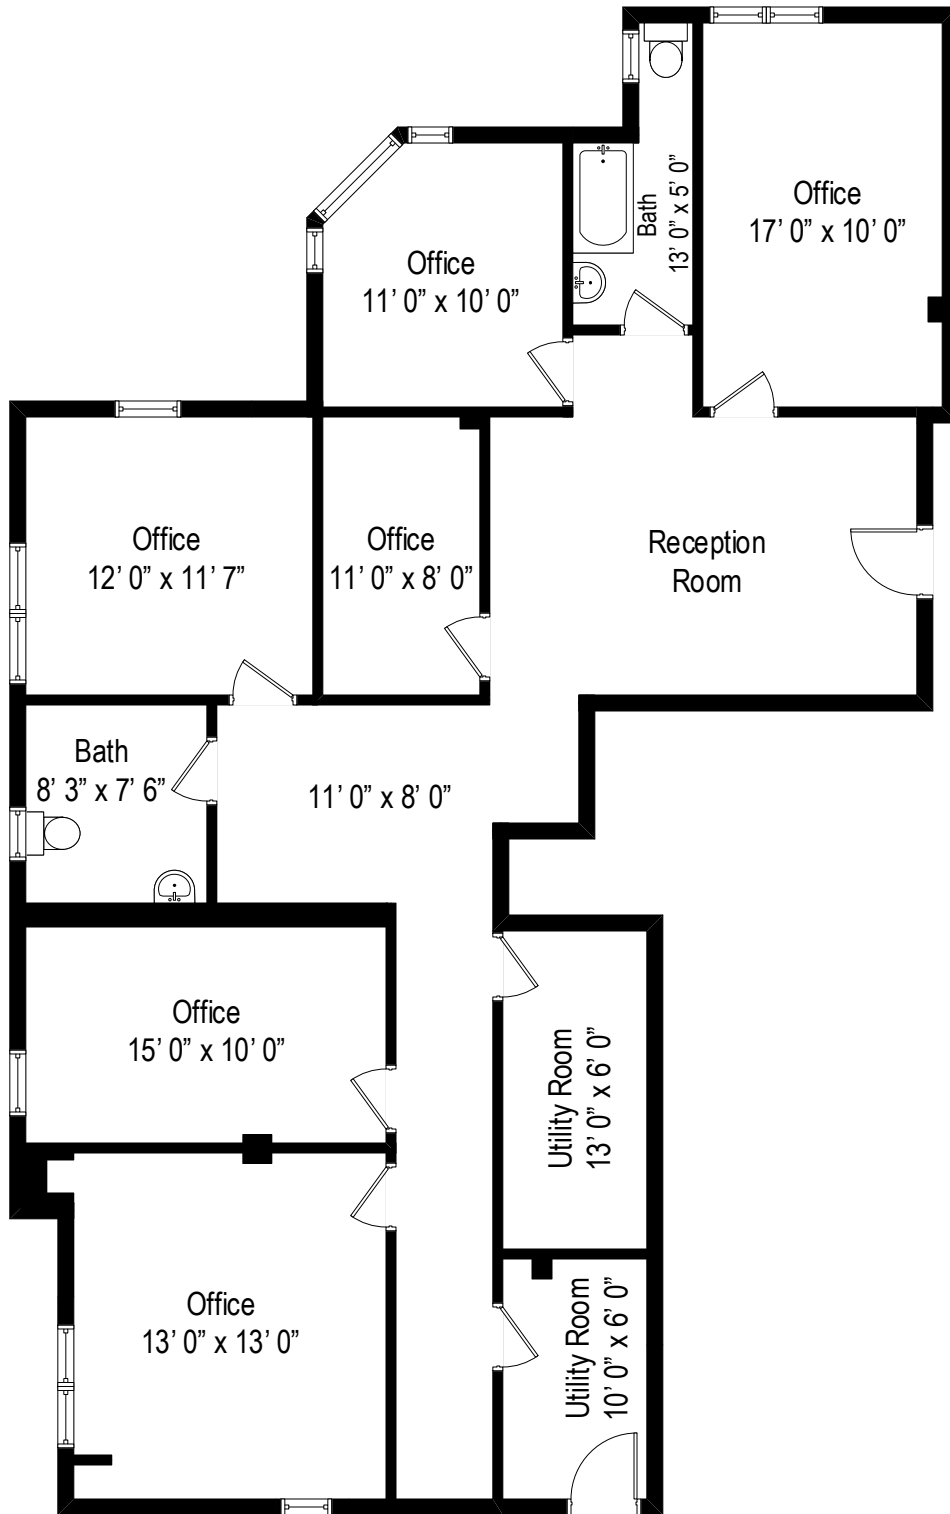 Office
17’ 0” x 10’ 0”
Bath
13’ 0” x 5’ 0”
Office
11’ 0” x 10’ 0”
Office
12’ 0” x 11’ 7”
Office
11’ 0” x 8’ 0”
Reception
Room
Bath
8’ 3” x 7’ 6”
11’ 0” x 8’ 0”
Office
15’ 0” x 10’ 0”
Utility Room
13’ 0” x 6’ 0”
Office
13’ 0” x 13’ 0”
Utility Room
10’ 0” x 6’ 0”